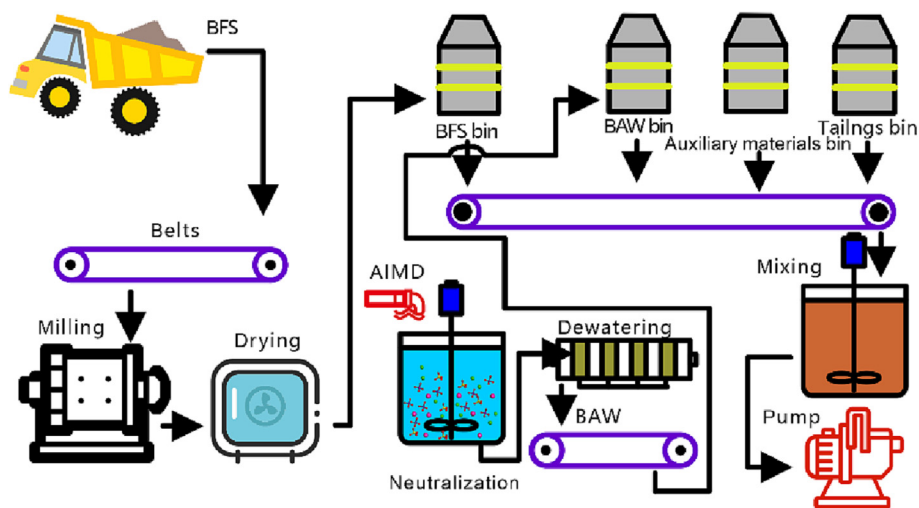 BFS
BFS bin
BAW bin
Auxiliary materials bin
Tailngs bin
Belts
AIMD
Mixing
Milling
Drying
Dewatering
BAW
Pump
Neutralization